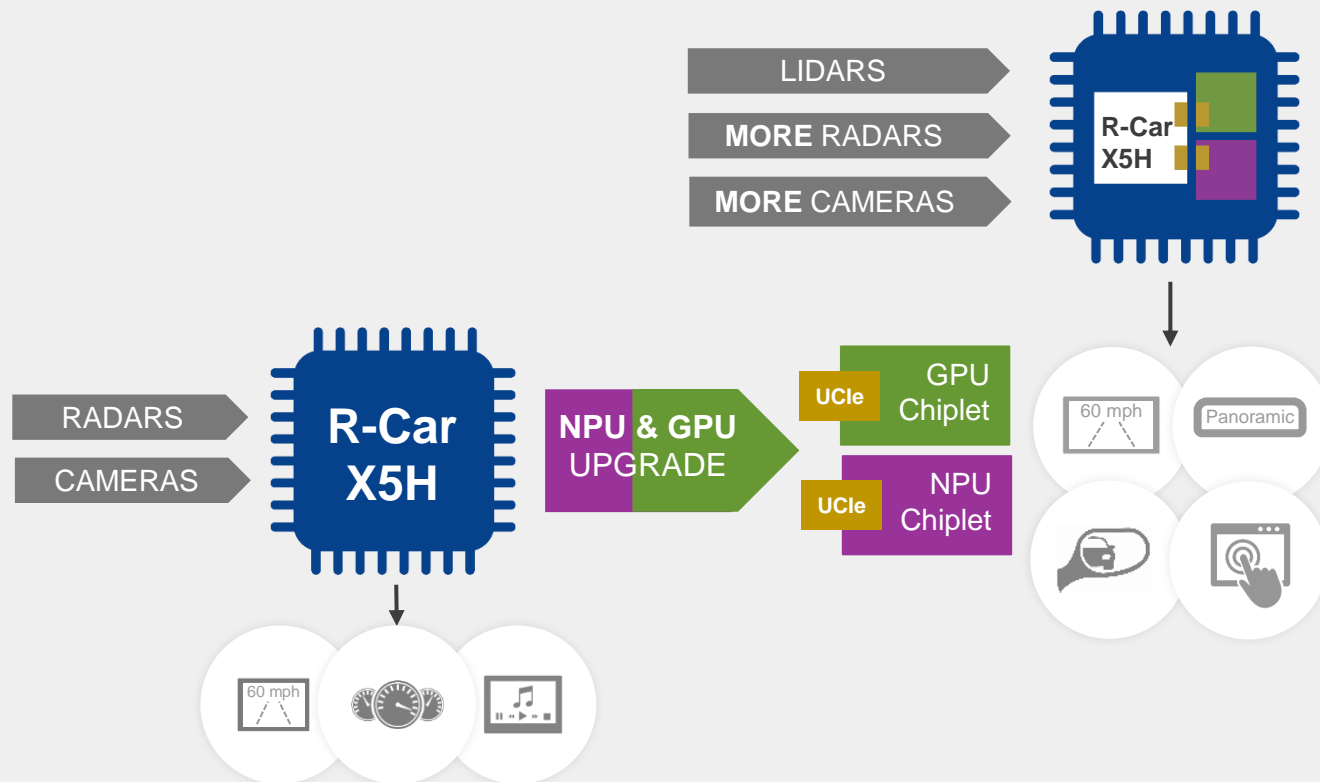 LIDARS
MORE RADARS
MORE CAMERAS
R-Car
X5H
RADARS
CAMERAS
R-Car
X5H
NPU & GPU
UPGRADE
UCIe
GPU
Chiplet
UCIe
NPU
Chiplet
60 mph
Panoramic
60 mph